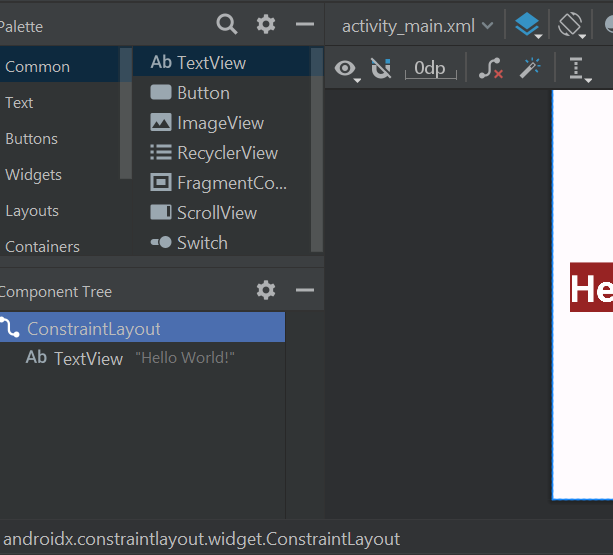 Palette
activity_main.xml
Common
Text
Buttons
Widgets
Layouts
Containers
Ab TextView
Button
ImageView
RecyclerView
FragmentCo...
ScrollView
Switch
0dp
He
Component Tree
ConstraintLayout
Ab TextView "Hello World!"
androidx.constraintlayout.widget.ConstraintLayout